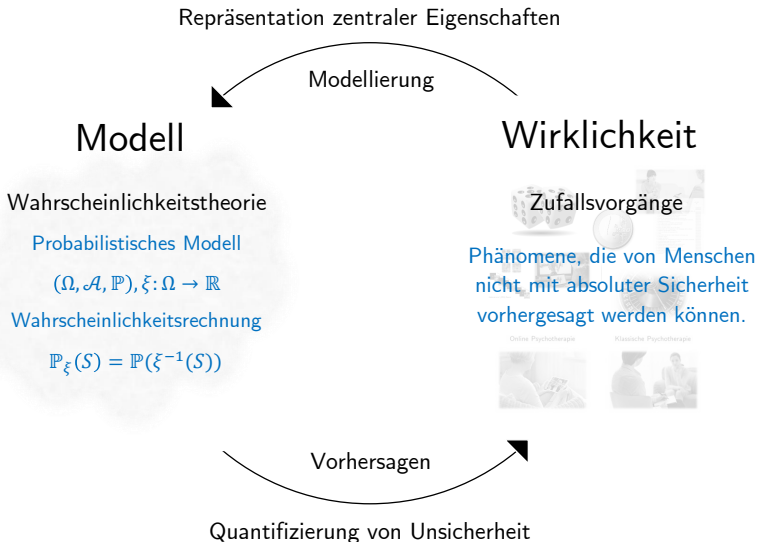 Repräsentation zentraler Eigenschaften
Modellierung
Modell
Wirklichkeit
Wahrscheinlichkeitstheorie
Zufallsvorgänge
Probabilistisches Modell
(Ω, 𝒜, ℙ), ξ: Ω → ℝ
Wahrscheinlichkeitsrechnung
ℙ_ξ(S) = ℙ(ξ⁻¹(S))
Phänomene, die von Menschen
nicht mit absoluter Sicherheit
vorhergesagt werden können.
Online Psychotherapie
Klassische Psychotherapie
Vorhersagen
Quantifizierung von Unsicherheit